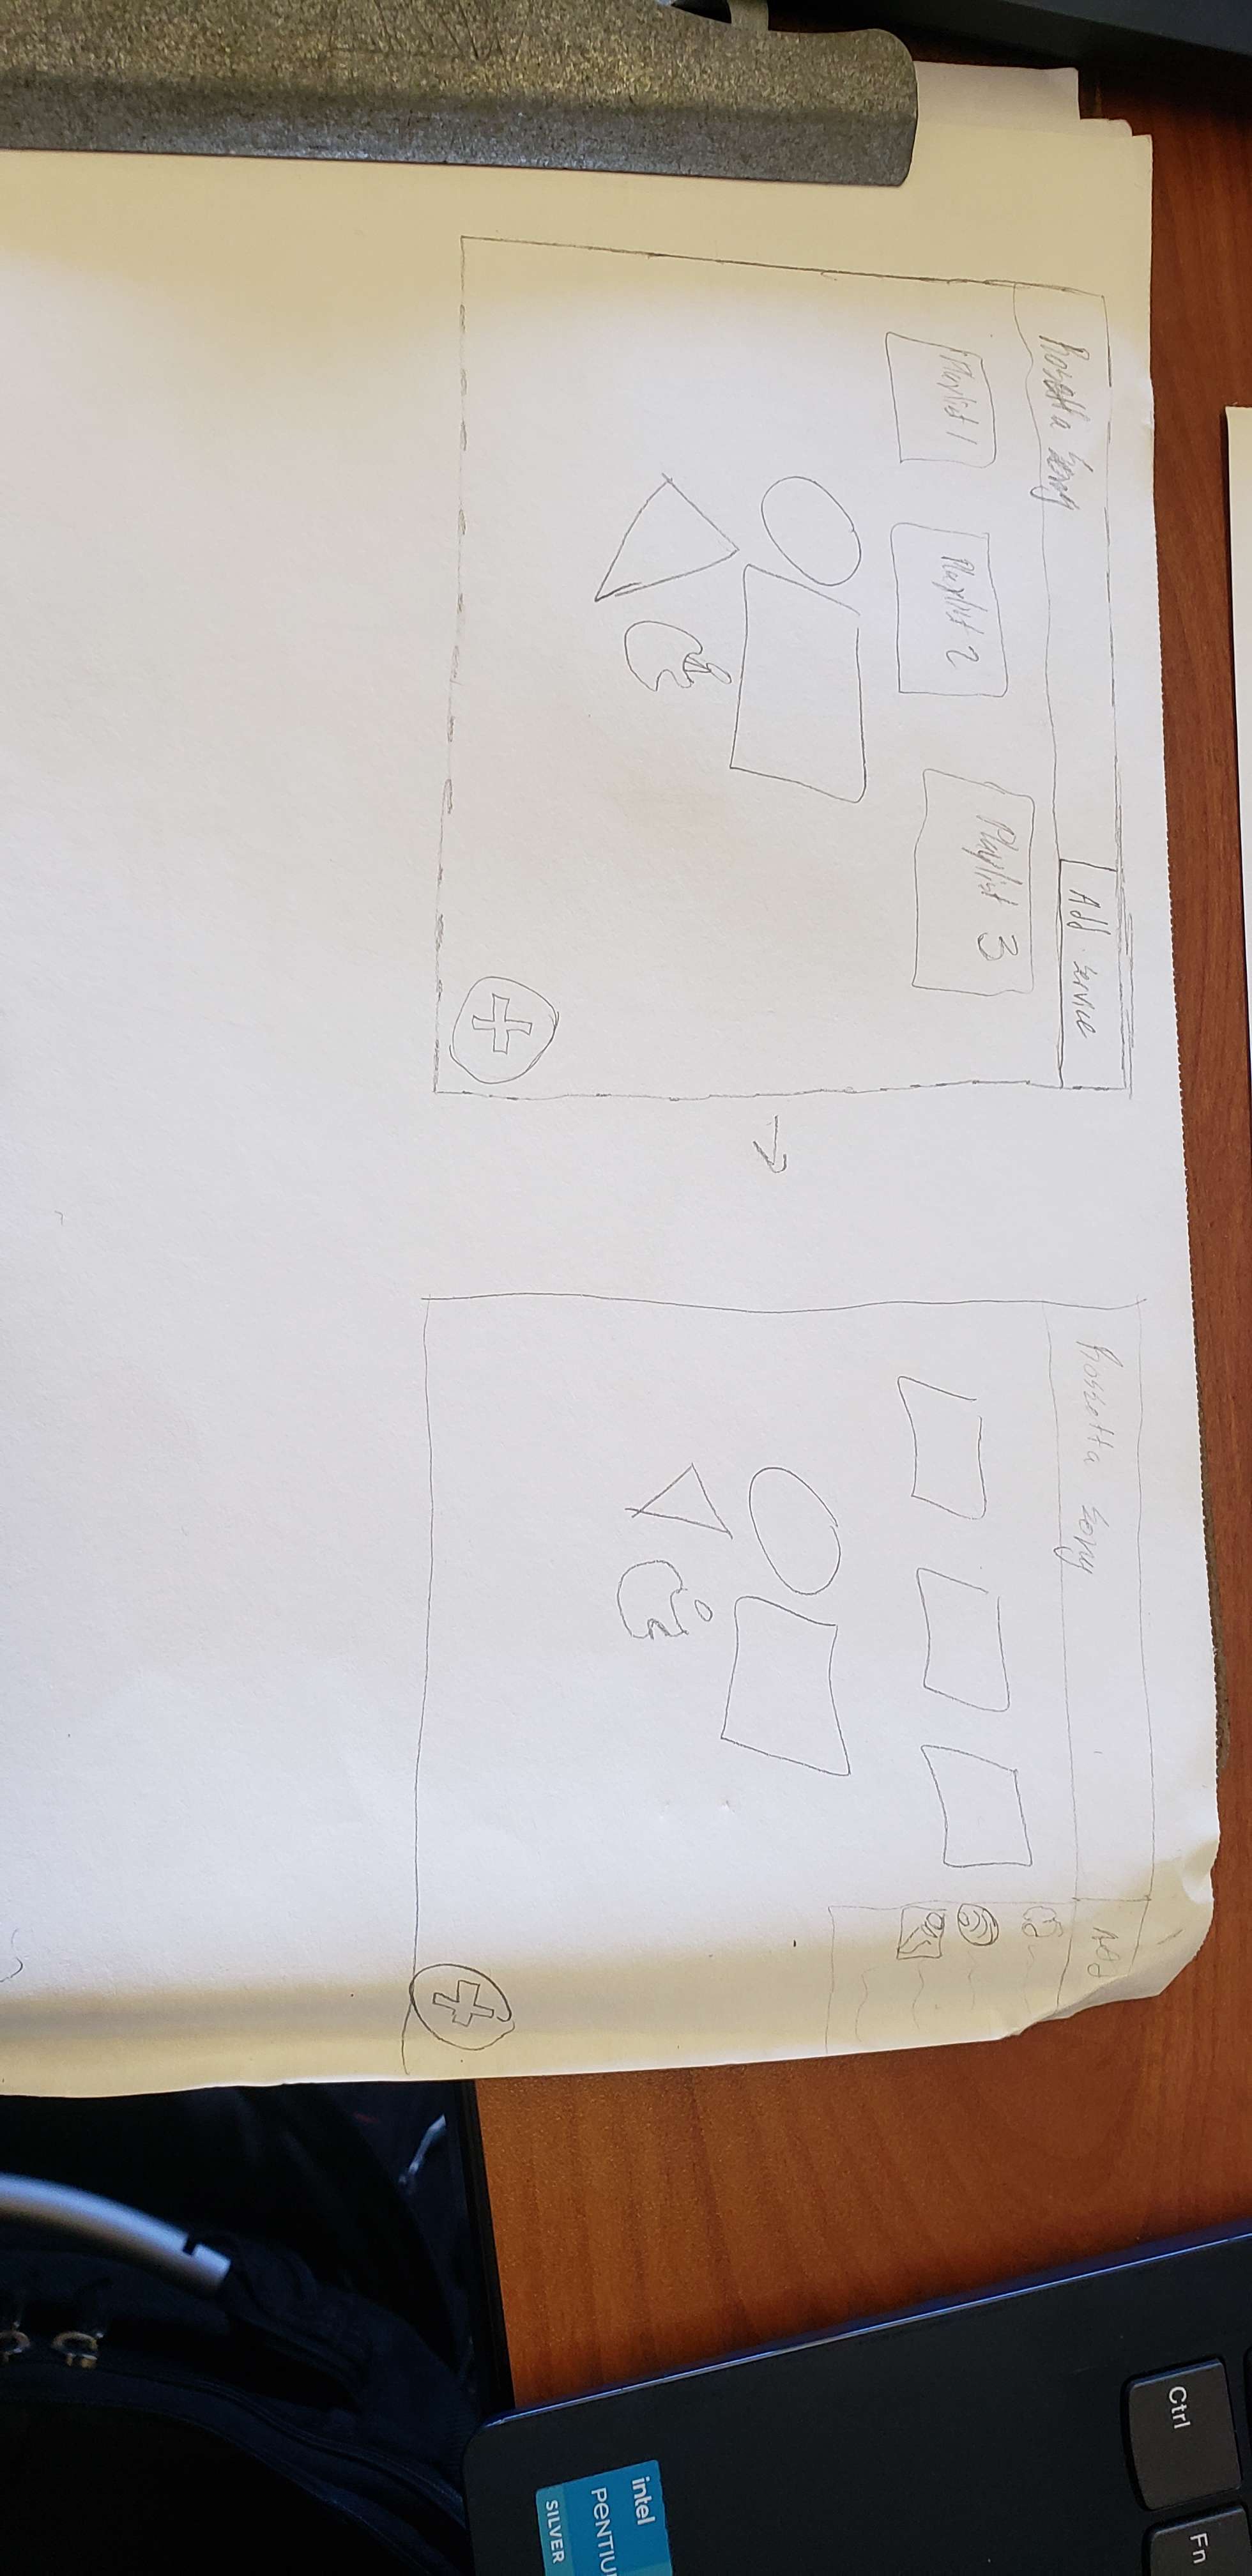 Rosetta Song
Add Service
Playlist 1
Playlist 2
Playlist 3
Rossetta Song
Add
Ctrl
Fn
intel
PENTIU
SILVER